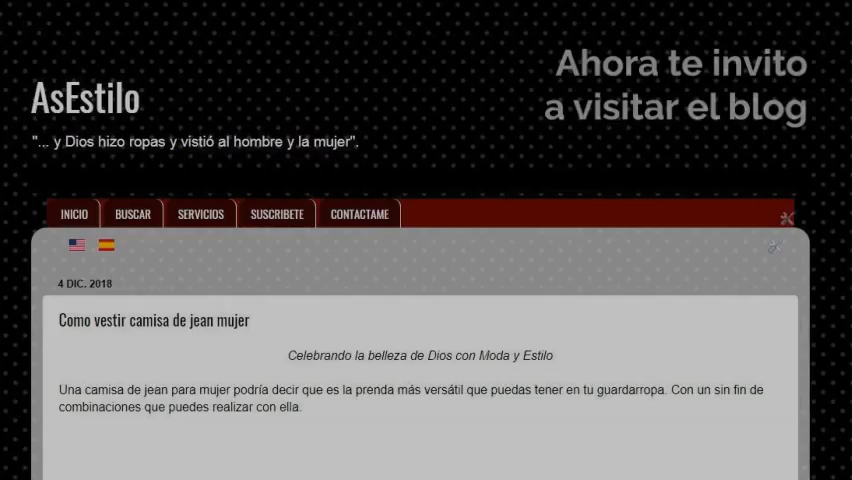 Ahora te invito
a visitar el blog
AsEstilo
"... y Dios hizo ropas y vistió al hombre y la mujer".
INICIO BUSCAR SERVICIOS SUSCRIBETE CONTACTAME
4 DIC. 2018
Como vestir camisa de jean mujer
Celebrando la belleza de Dios con Moda y Estilo
Una camisa de jean para mujer podría decir que es la prenda más versátil que puedas tener en tu guardarropa. Con un sin fin de
combinaciones que puedes realizar con ella.